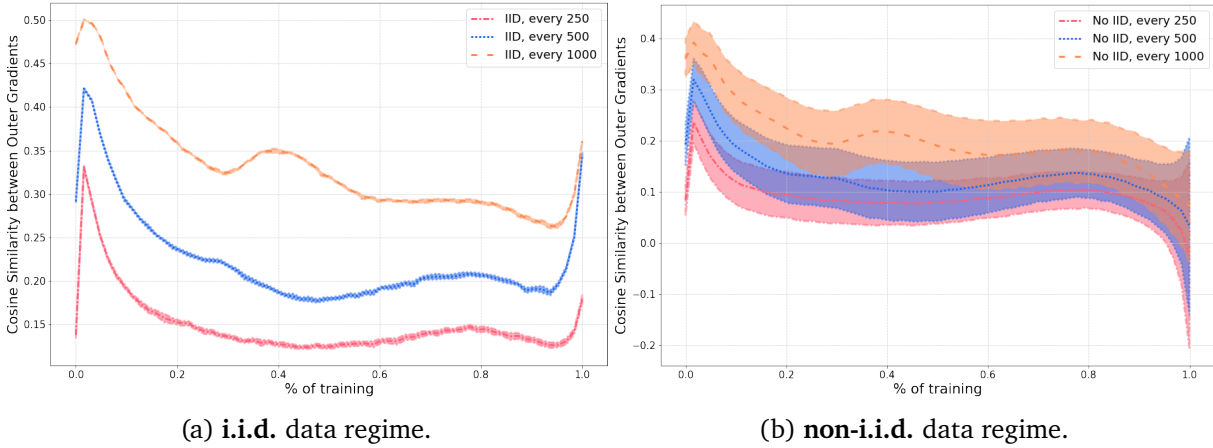 Cosine Similarity between Outer Gradients
0.50
0.45
0.40
0.35
0.30
0.25
0.20
0.15
0.0
0.2
0.4
0.6
0.8
1.0
% of training
IID, every 250
IID, every 500
IID, every 1000
(a) i.i.d. data regime.
Cosine Similarity between Outer Gradients
0.4
0.3
0.2
0.1
0.0
−0.1
−0.2
0.0
0.2
0.4
0.6
0.8
1.0
% of training
No IID, every 250
No IID, every 500
No IID, every 1000
(b) non-i.i.d. data regime.